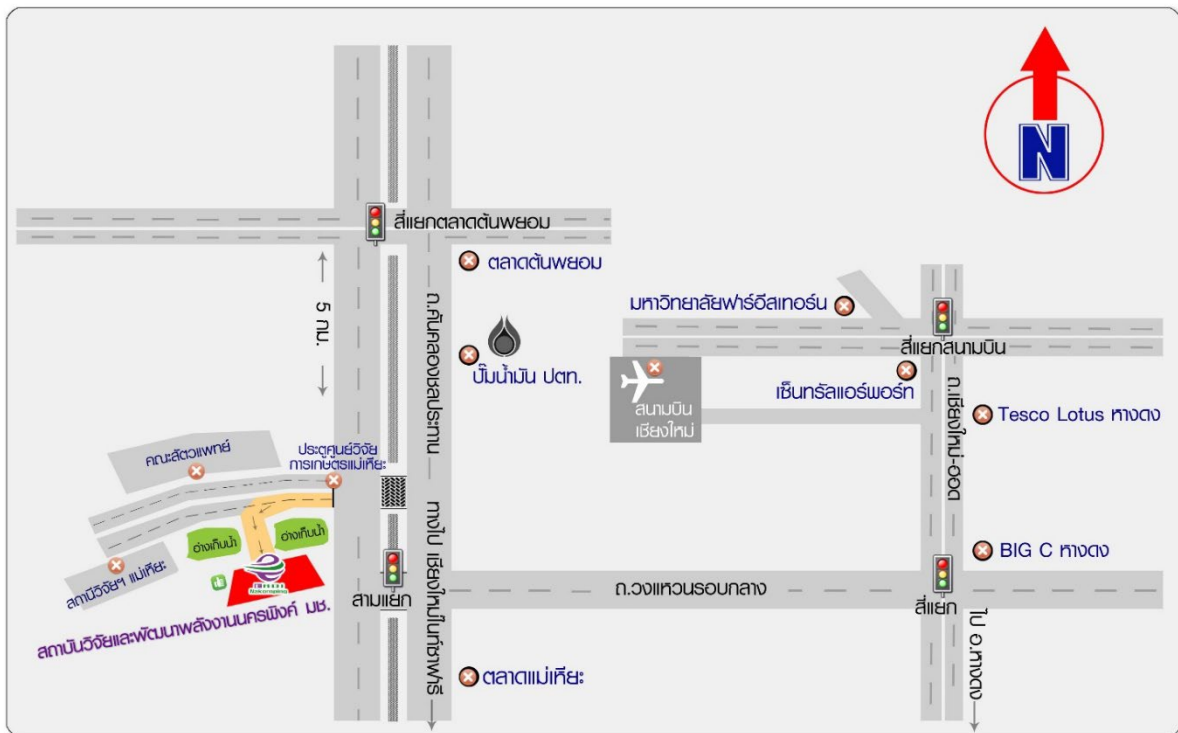 N
สี่แยกตลาดต้นพยอม
ตลาดต้นพยอม
5 กม.
ถ.คันคลองชลประทาน
ปั๊มน้ำมัน ปตท.
มหาวิทยาลัยฟาร์อีสเทอร์น
สี่แยกสนามบิน
เซ็นทรัลแอร์พอร์ท
สนามบิน
เชียงใหม่
ถ.เชียงใหม่-ฮอด
Tesco Lotus หางดง
คณะสัตวแพทย์
ประตูศูนย์วิจัย
การเกษตรแม่เหียะ
อ่างเก็บน้ำ
อ่างเก็บน้ำ
สถานีวิจัยฯ แม่เหียะ
สถาบันวิจัยและพัฒนาพลังงานนครพิงค์ มช.
สามแยก
ทางไป เชียงใหม่ไนท์ซาฟารี
ถ.วงแหวนรอบกลาง
BIG C หางดง
สี่แยก
ไป อ.หางดง
ตลาดแม่เหียะ